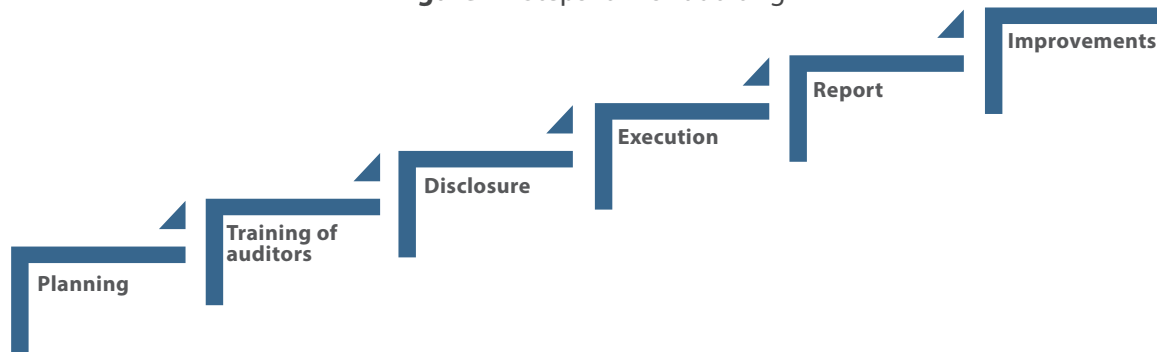 Improvements
Report
Execution
Disclosure
Training of
auditors
Planning